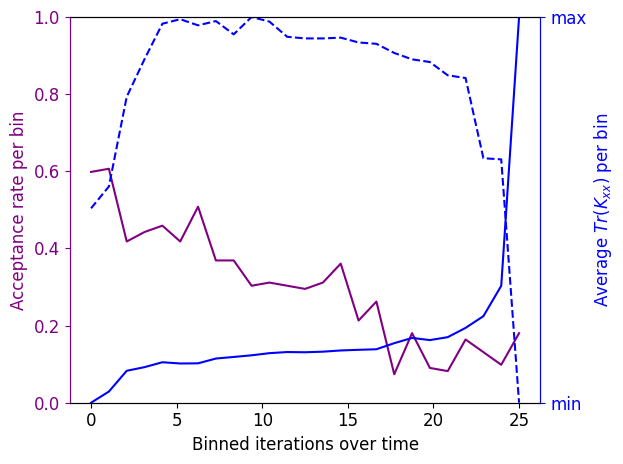 1.0
0.8
0.6
0.4
0.2
0.0
Acceptance rate per bin
0 5 10 15 20 25
Binned iterations over time
max
min
Average Tr(Kxx) per bin